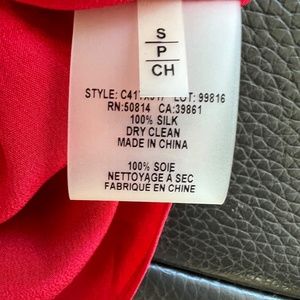 S
P
CH
STYLE: LOT: 99816
RN:50814 CA:39861
100% SILK
DRY CLEAN
MADE IN CHINA
100% SOIE
NETTOYAGE A SEC
FABRIQUÉ EN CHINE